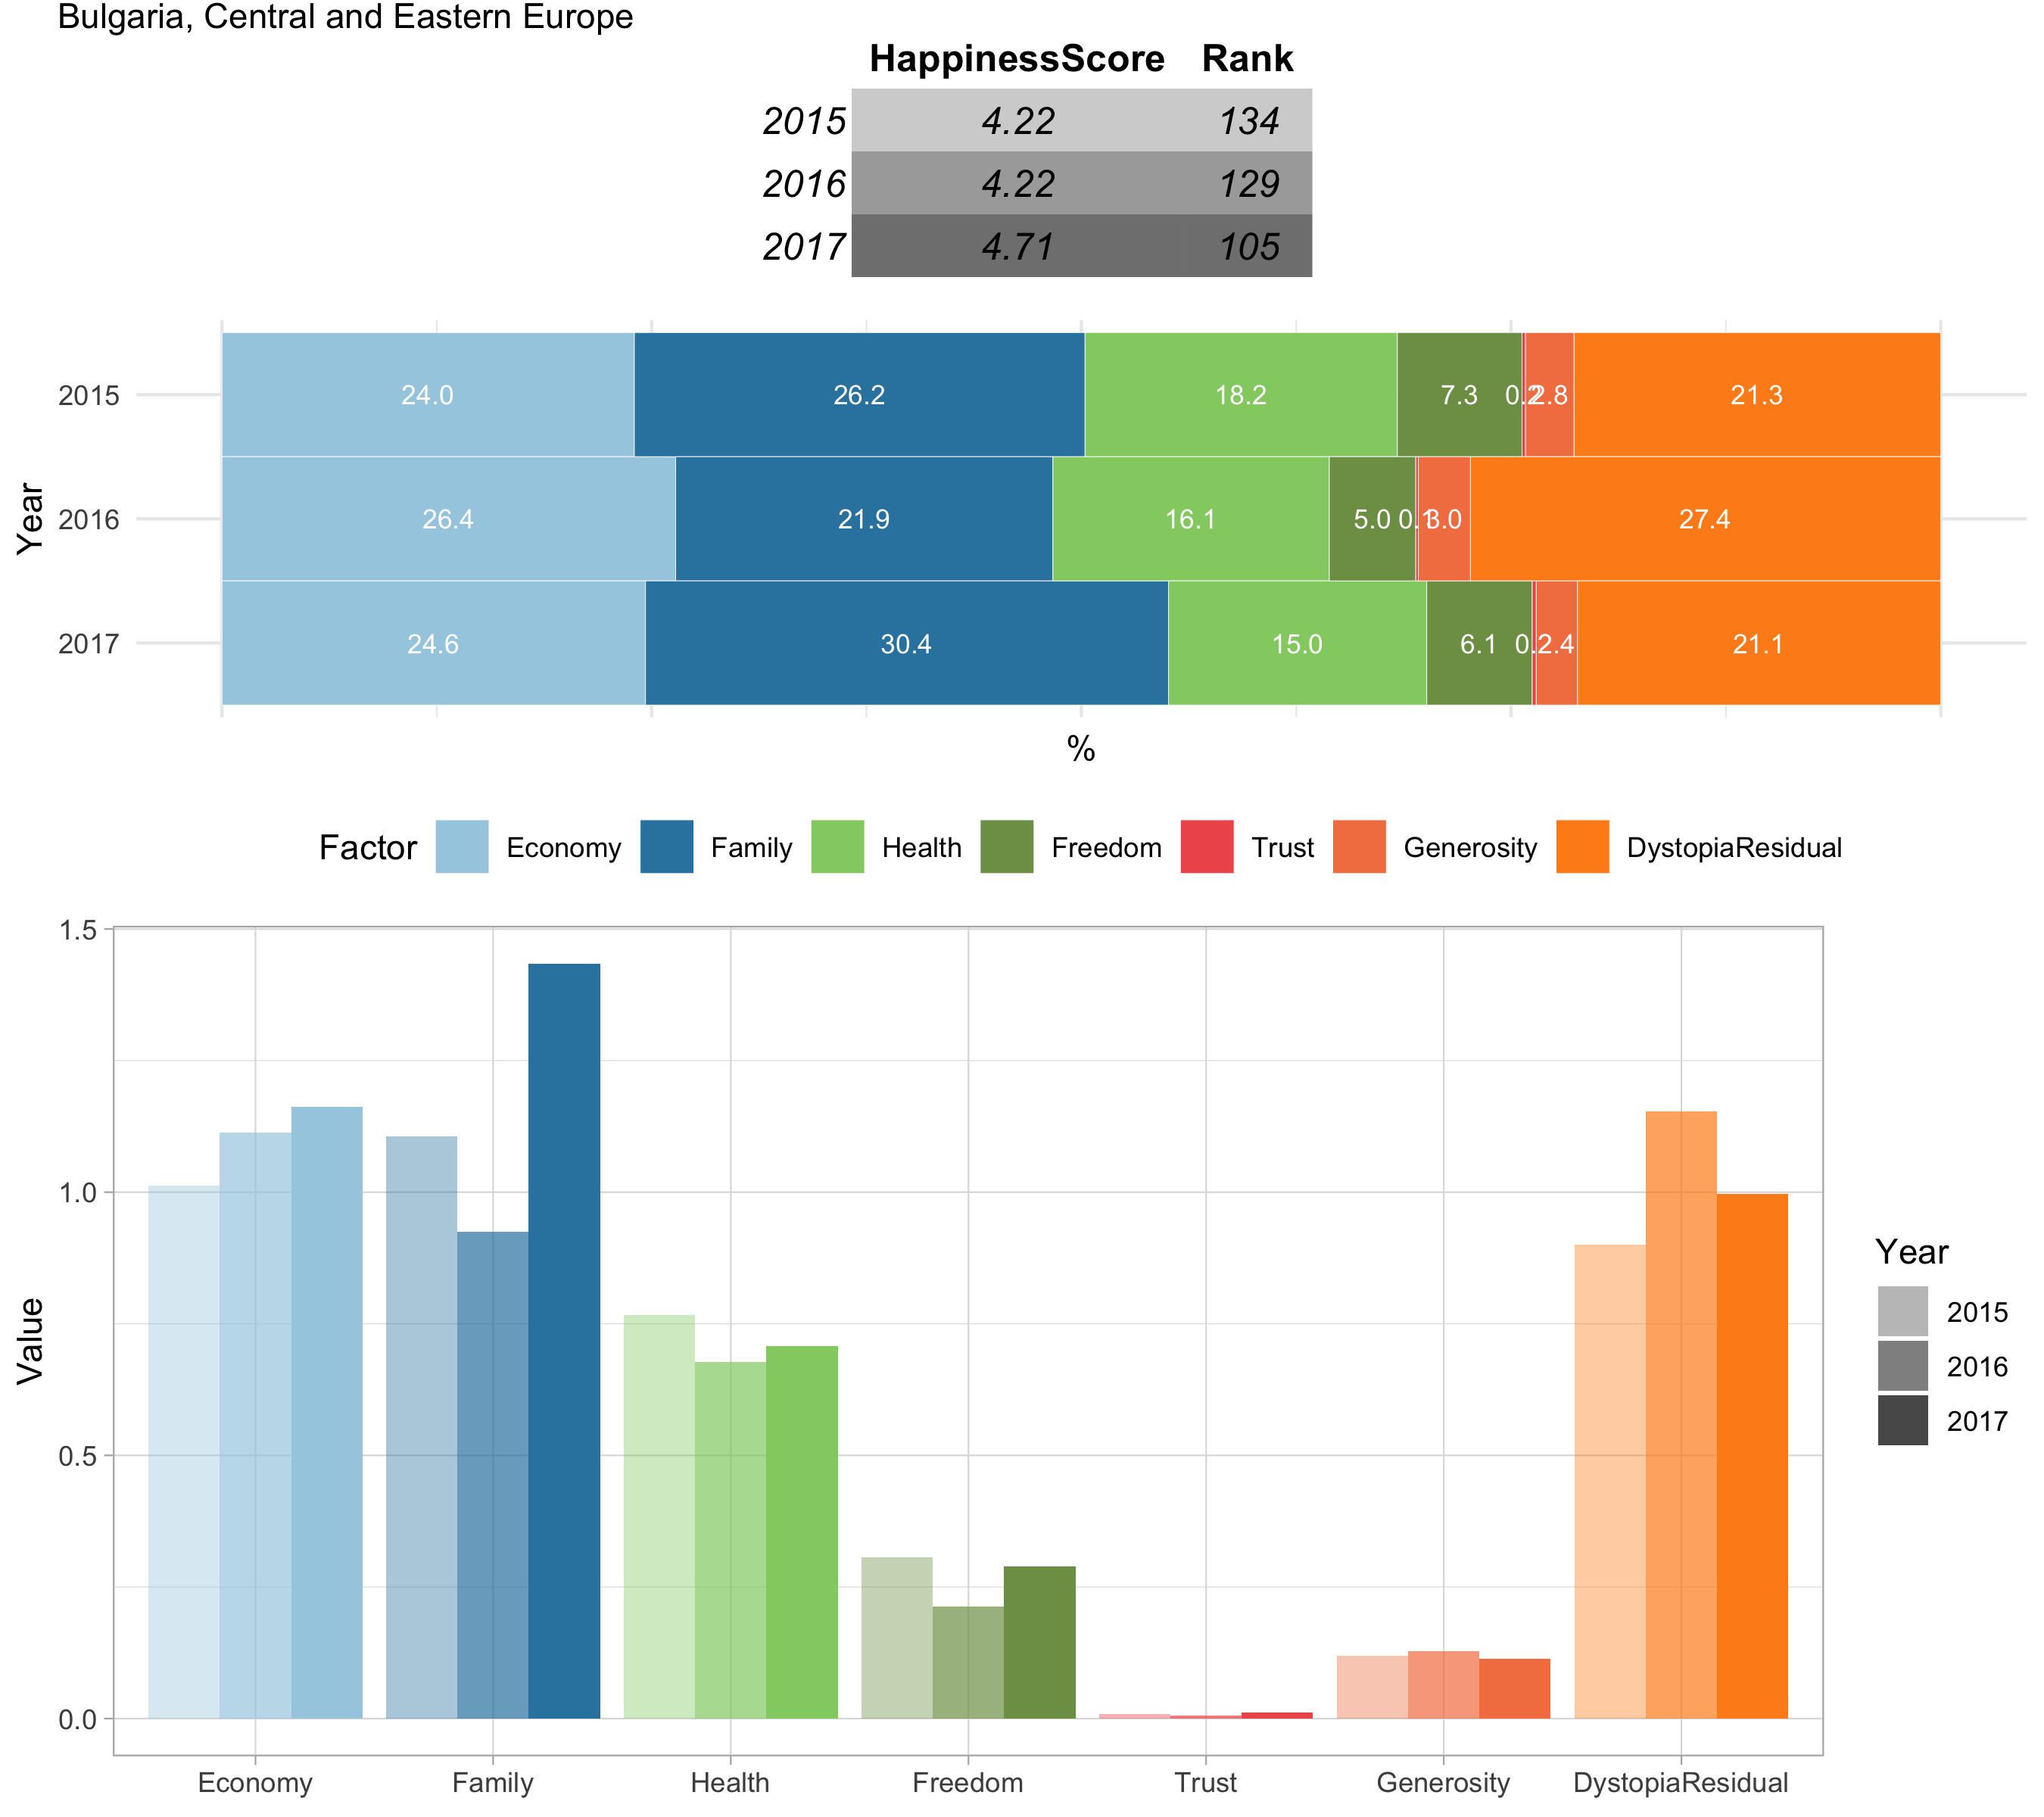 Bulgaria, Central and Eastern Europe
HappinessScore Rank
2015 4.22 134
2016 4.22 129
2017 4.71 105
Year
2015 24.0 26.2 18.2 7.3 0.2 2.8 21.3
2016 26.4 21.9 16.1 5.0 0.1 3.0 27.4
2017 24.6 30.4 15.0 6.1 2.4 21.1
%
Factor Economy Family Health Freedom Trust Generosity DystopiaResidual
Value
1.5
1.0
0.5
0.0
Economy Family Health Freedom Trust Generosity DystopiaResidual
Year
2015
2016
2017